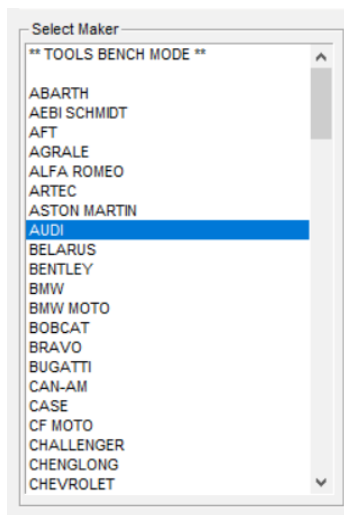 Select Maker
** TOOLS BENCH MODE **
ABARTH
AEBI SCHMIDT
AFT
AGRALE
ALFA ROMEO
ARTEC
ASTON MARTIN
AUDI
BELARUS
BENTLEY
BMW
BMW MOTO
BOBCAT
BRAVO
BUGATTI
CAN-AM
CASE
CF MOTO
CHALLENGER
CHENGLONG
CHEVROLET